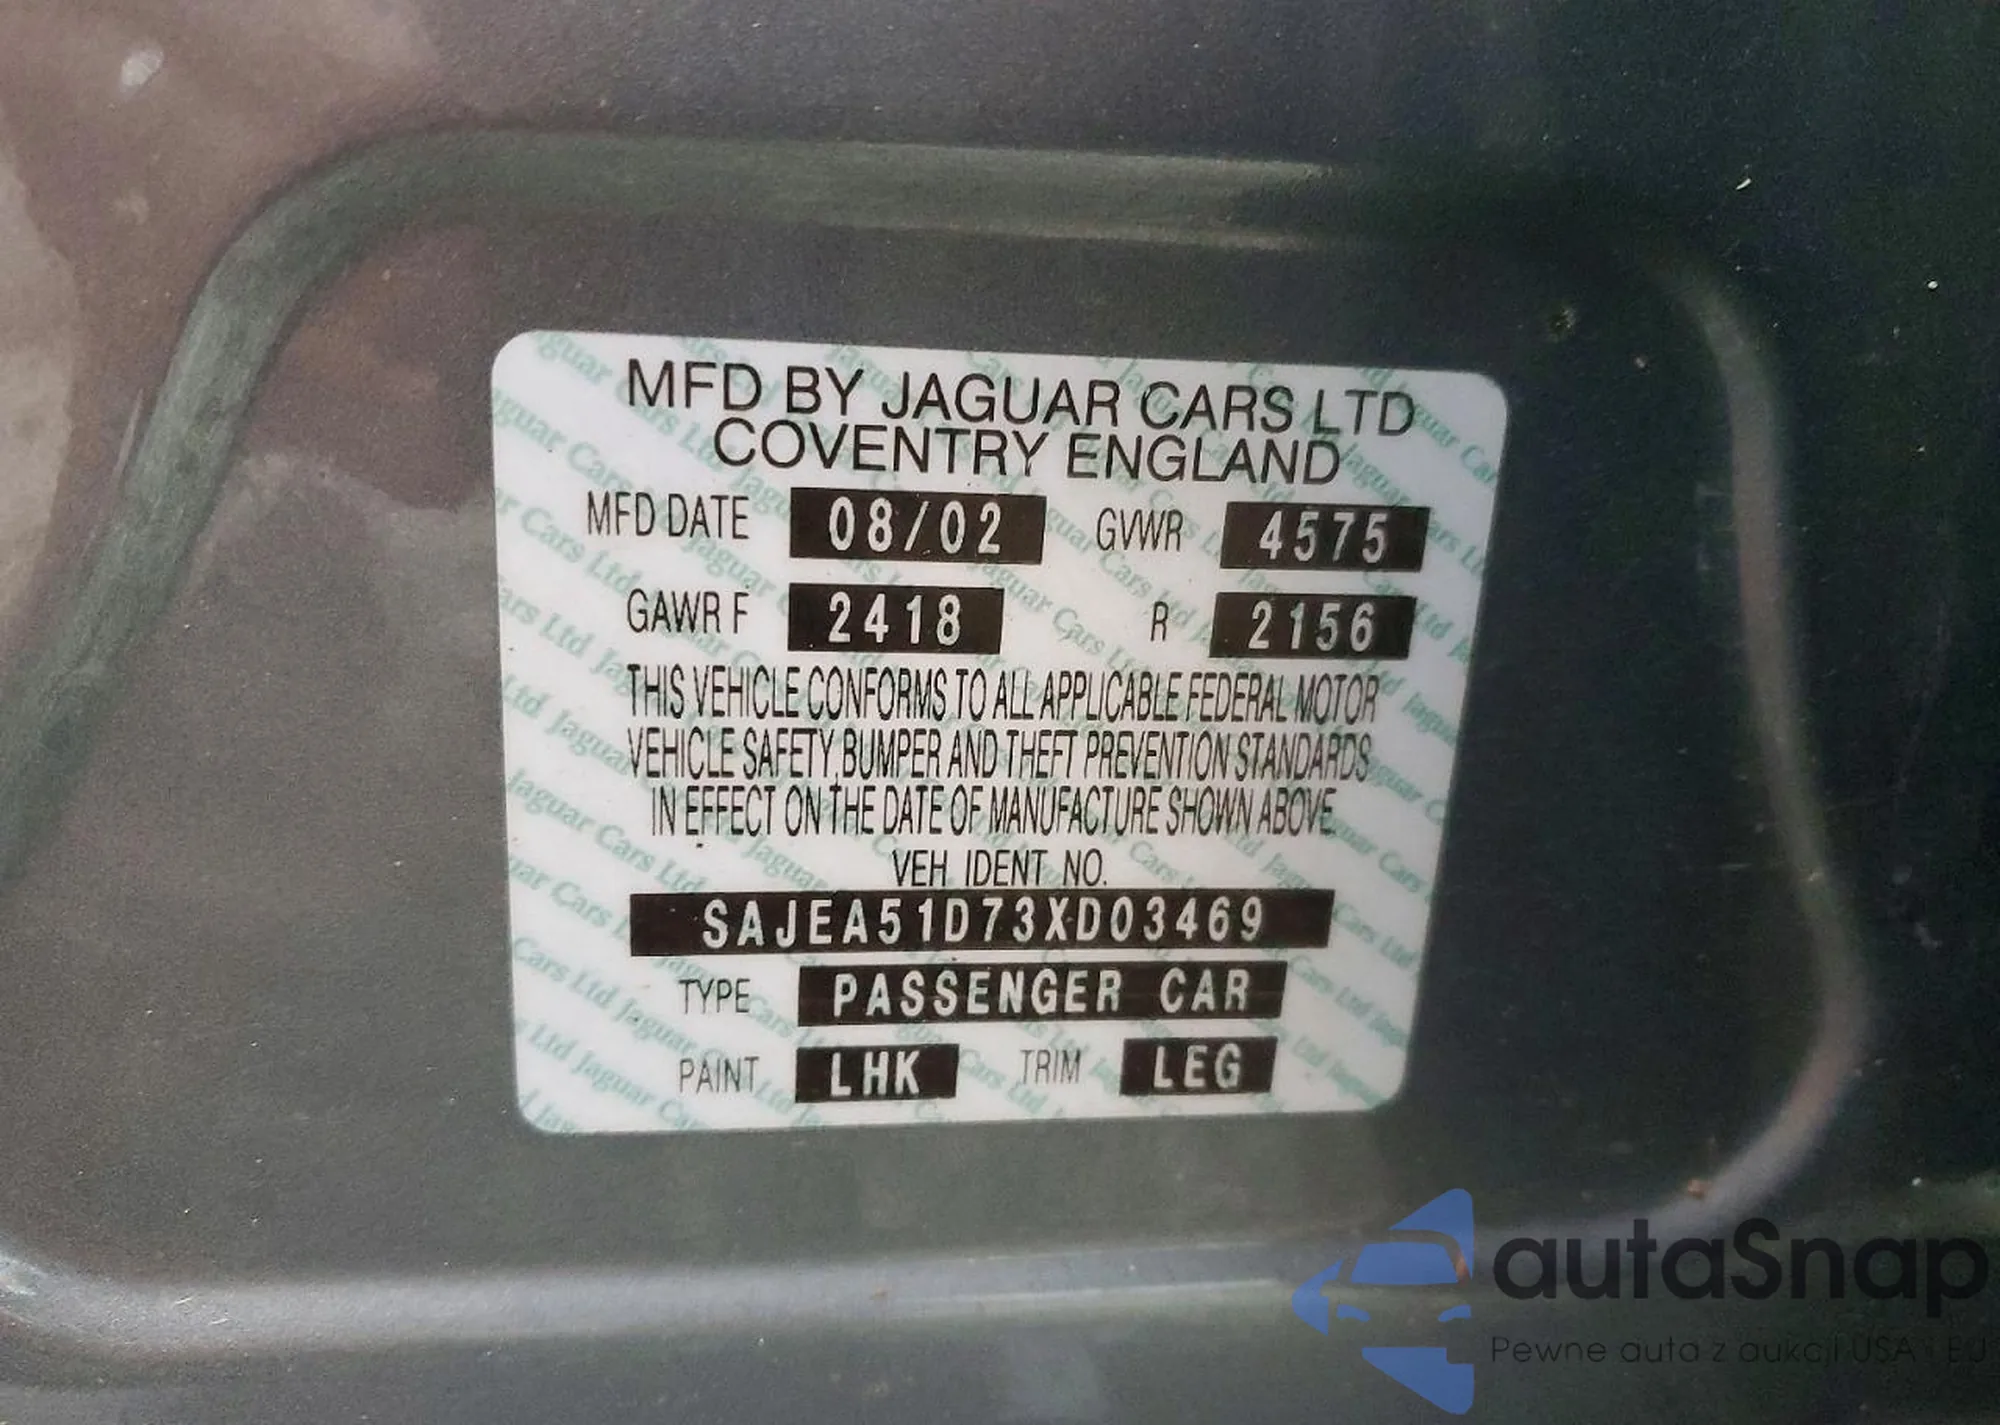 MFD BY JAGUAR CARS LTD
COVENTRY ENGLAND
MFD DATE 08/02 GVWR 4575
GAWR F 2418 R 2156
THIS VEHICLE CONFORMS TO ALL APPLICABLE FEDERAL MOTOR
VEHICLE SAFETY, BUMPER AND THEFT PREVENTION STANDARDS
IN EFFECT ON THE DATE OF MANUFACTURE SHOWN ABOVE.
VEH IDENT NO.
SAJEA51D73XD03469
TYPE PASSENGER CAR
PAINT LHK TRIM LEG
autaSnap
Pewne auta z aukcji USA i EU